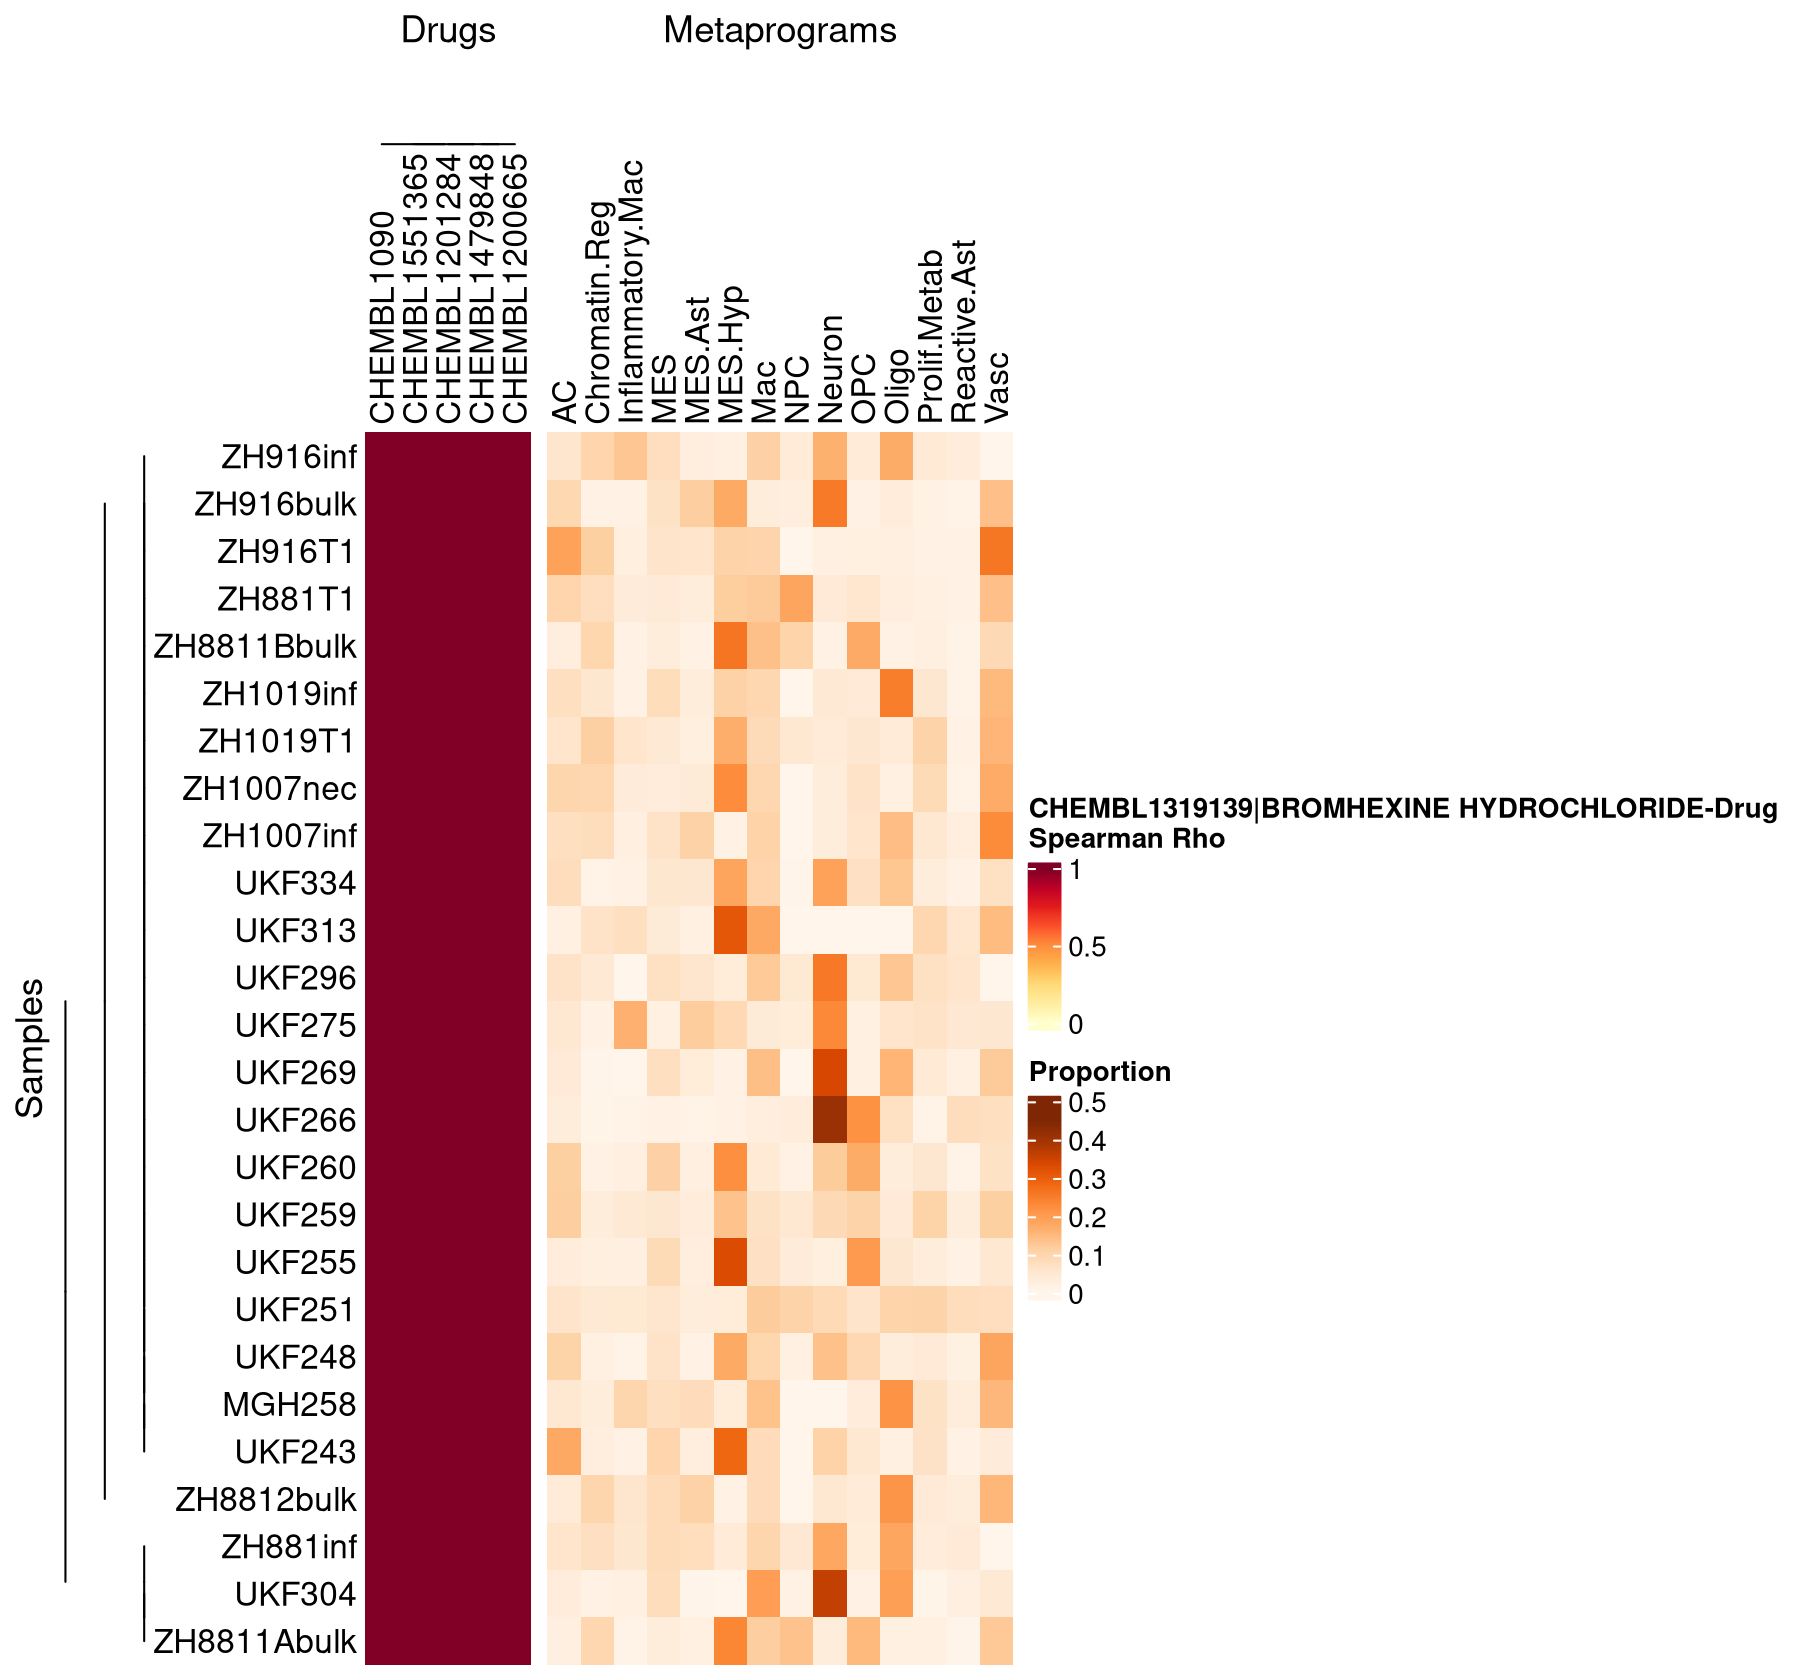 Drugs
Metaprograms
CHEMBL1090
CHEMBL1551365
CHEMBL1201284
CHEMBL1479848
CHEMBL1200665
AC
Chromatin.Reg
Inflammatory.Mac
MES
MES.Ast
MES.Hyp
Mac
NPC
Neuron
OPC
Oligo
Prolif.Metab
Reactive.Ast
Vasc
Samples
ZH916inf
ZH916bulk
ZH916T1
ZH881T1
ZH8811Bbulk
ZH1019inf
ZH1019T1
ZH1007nec
ZH1007inf
UKF334
UKF313
UKF296
UKF275
UKF269
UKF266
UKF260
UKF259
UKF255
UKF251
UKF248
MGH258
UKF243
ZH8812bulk
ZH881inf
UKF304
ZH8811Abulk
CHEMBL1319139|BROMHEXINE HYDROCHLORIDE-Drug
Spearman Rho
1
0.5
0
Proportion
0.5
0.4
0.3
0.2
0.1
0